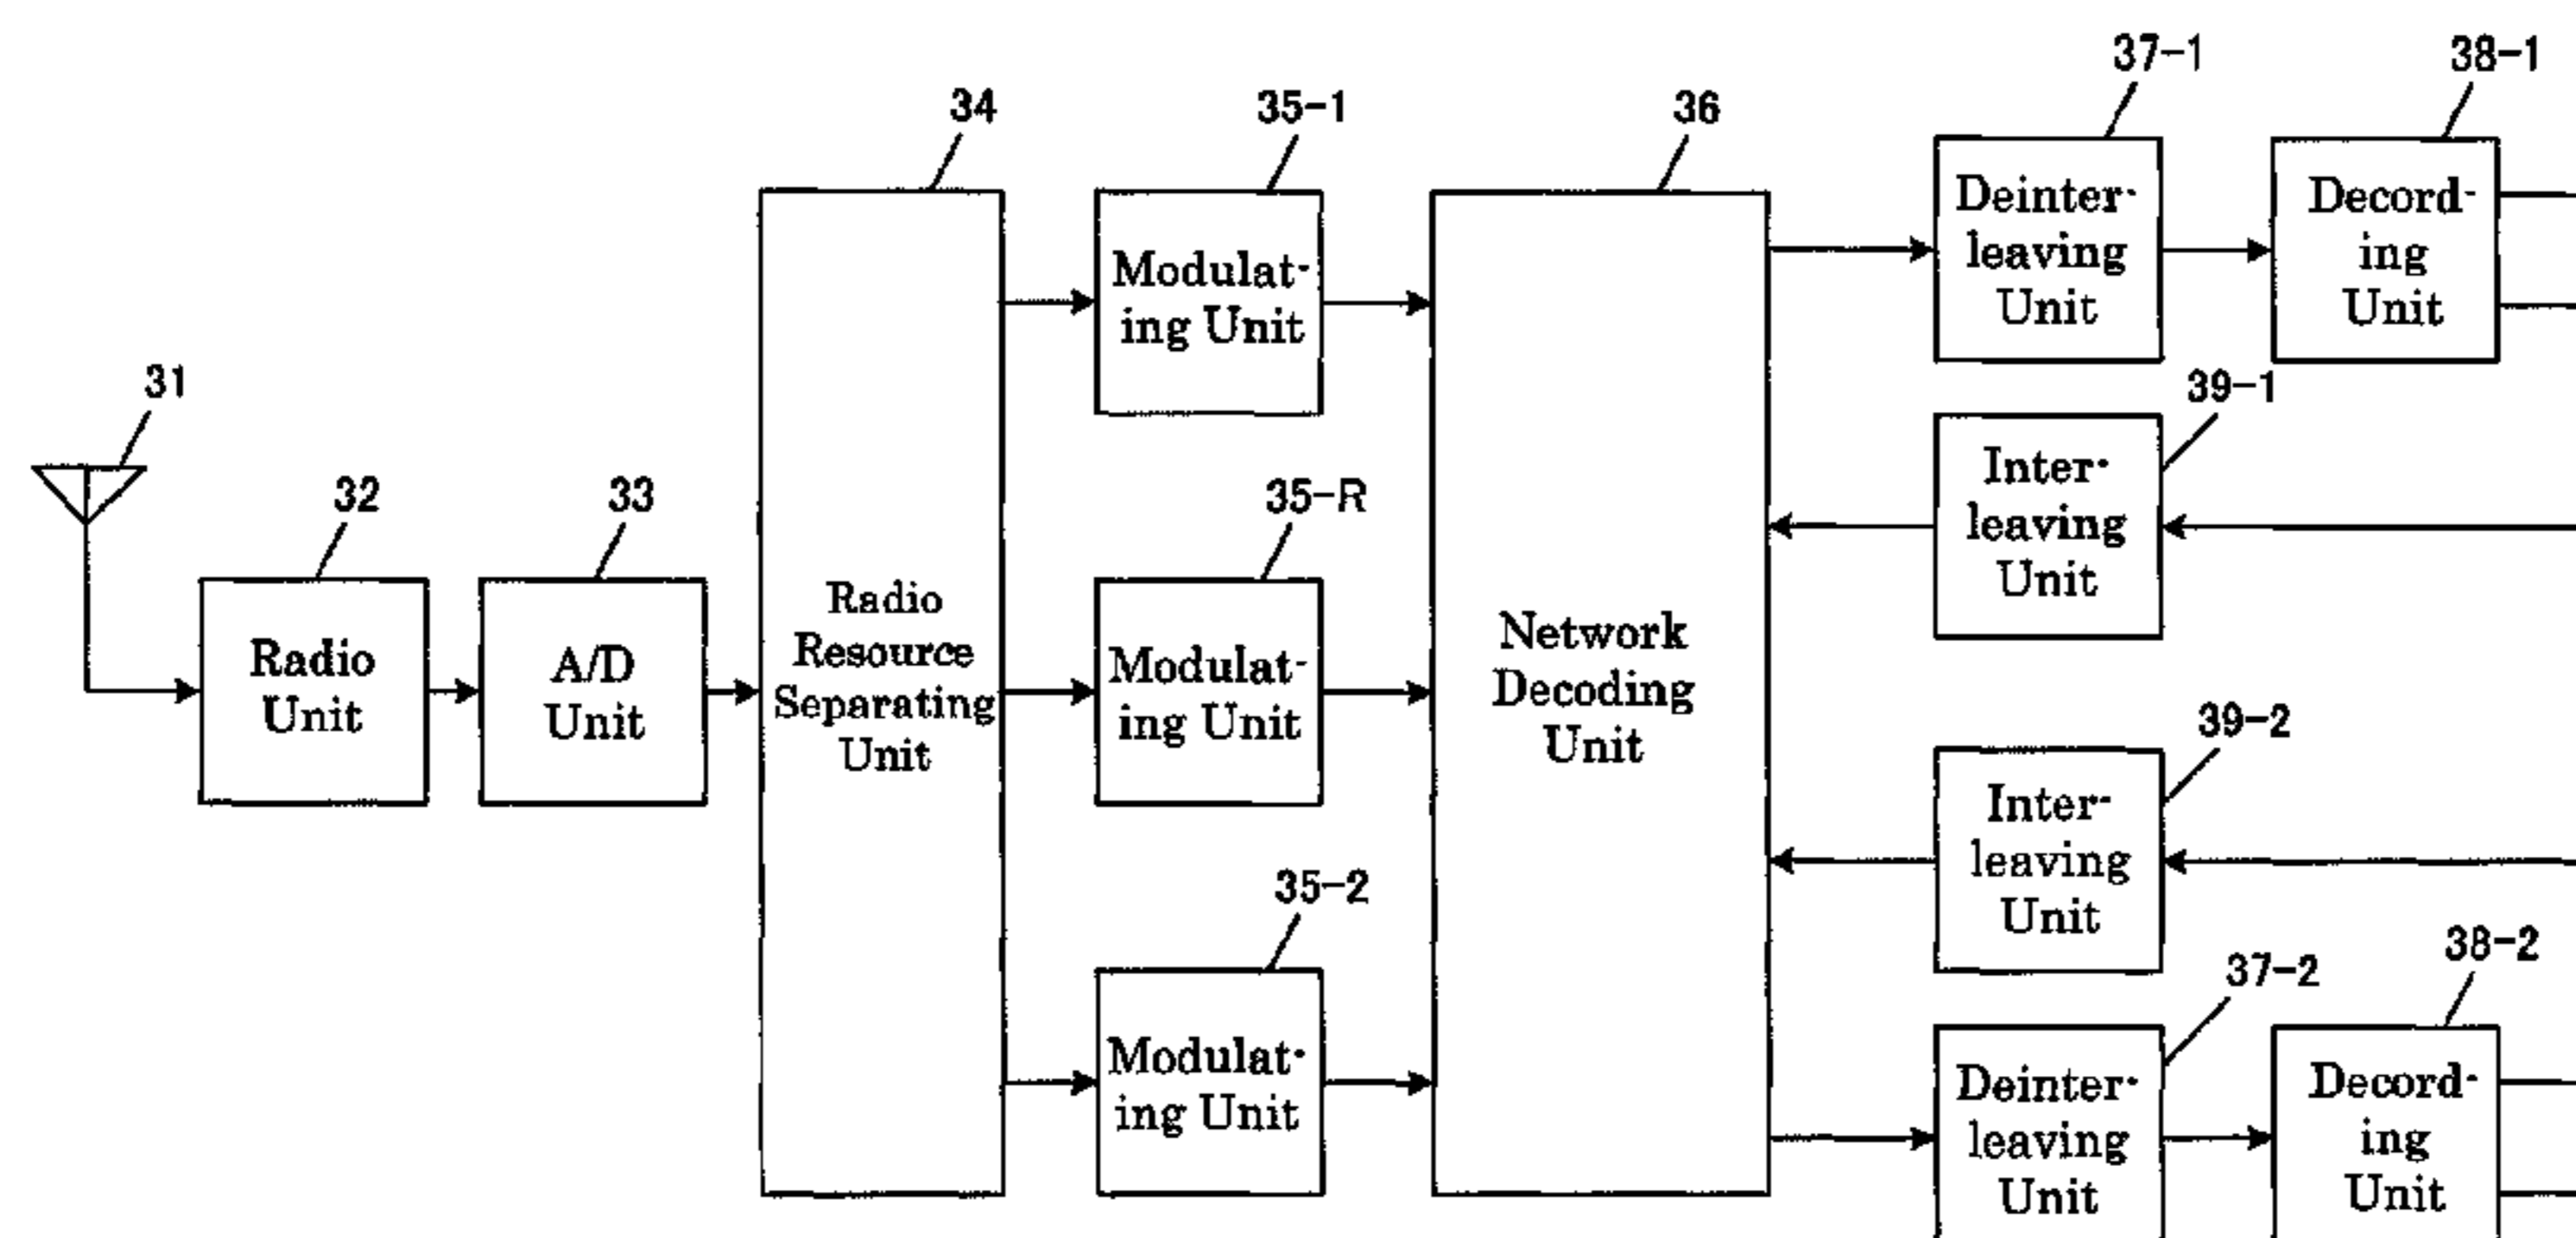 31
32
Radio
Unit
33
A/D
Unit
34
Radio
Resource
Separating
Unit
35-1
Modulat-
ing Unit
35-R
Modulat-
ing Unit
35-2
Modulat-
ing Unit
36
Network
Decoding
Unit
37-1
Deinter-
leaving
Unit
38-1
Decord-
ing
Unit
39-1
Inter-
leaving
Unit
39-2
Inter-
leaving
Unit
37-2
Deinter-
leaving
Unit
38-2
Decord-
ing
Unit